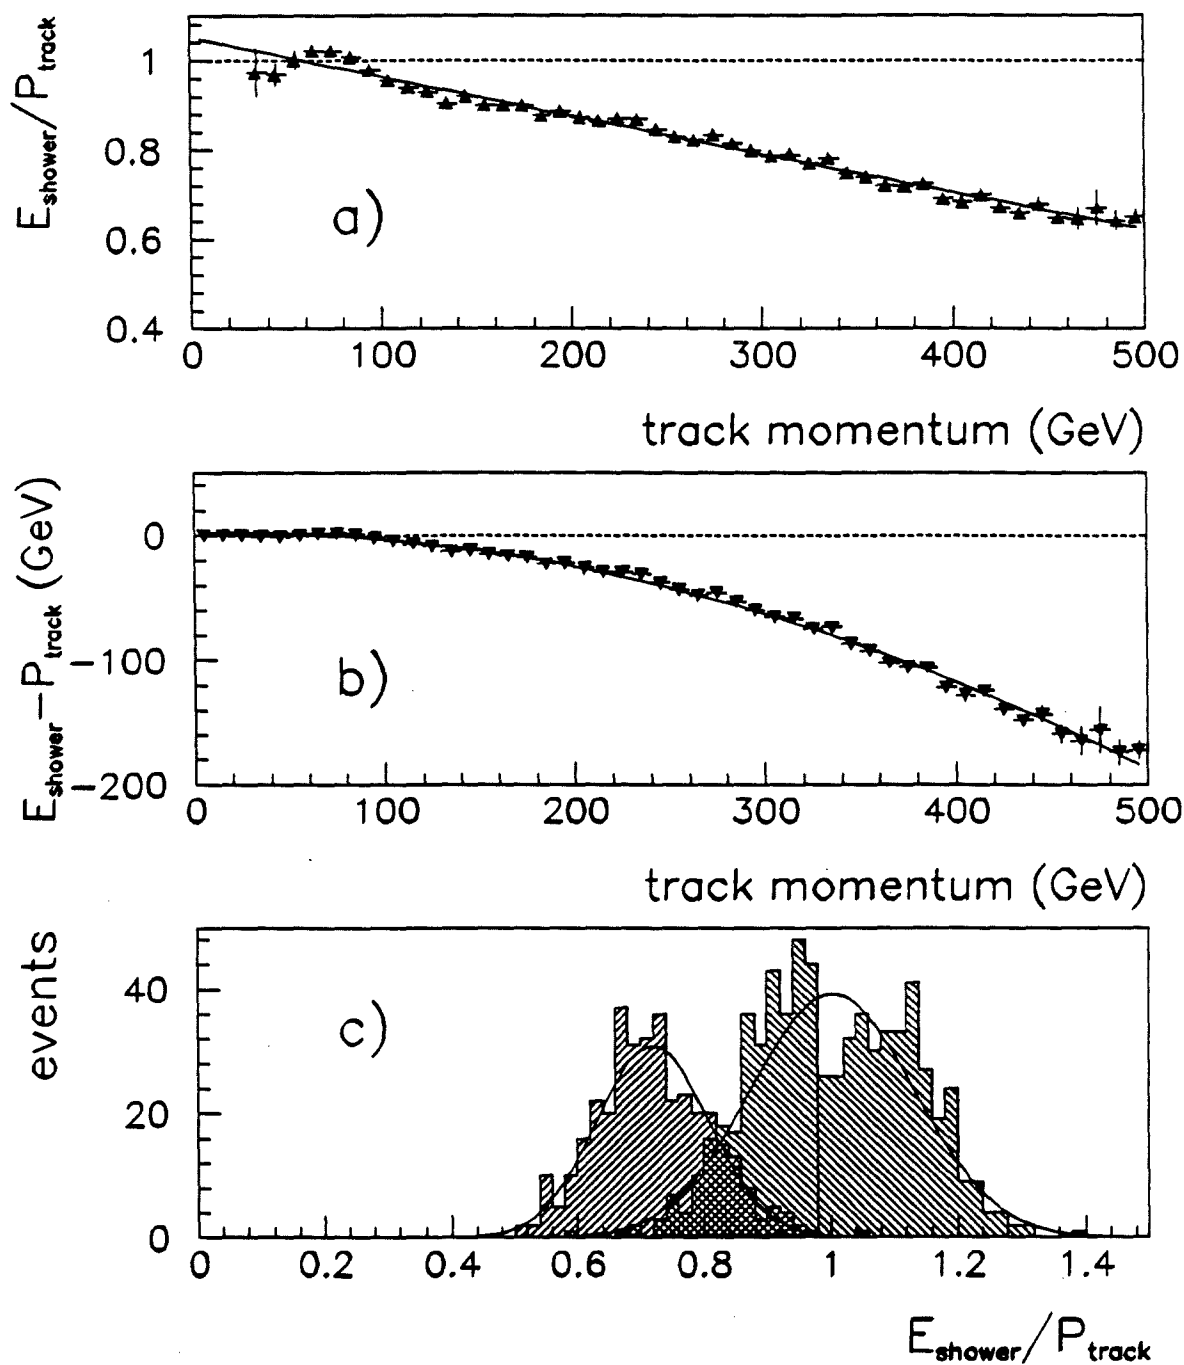 E_shower/P_track
1
0.8
0.6
0.4
a)
0 100 200 300 400 500
track momentum (GeV)
E_shower−P_track (GeV)
0
−100
−200
b)
0 100 200 300 400 500
track momentum (GeV)
events
40
20
0
c)
0 0.2 0.4 0.6 0.8 1 1.2 1.4
E_shower/P_track